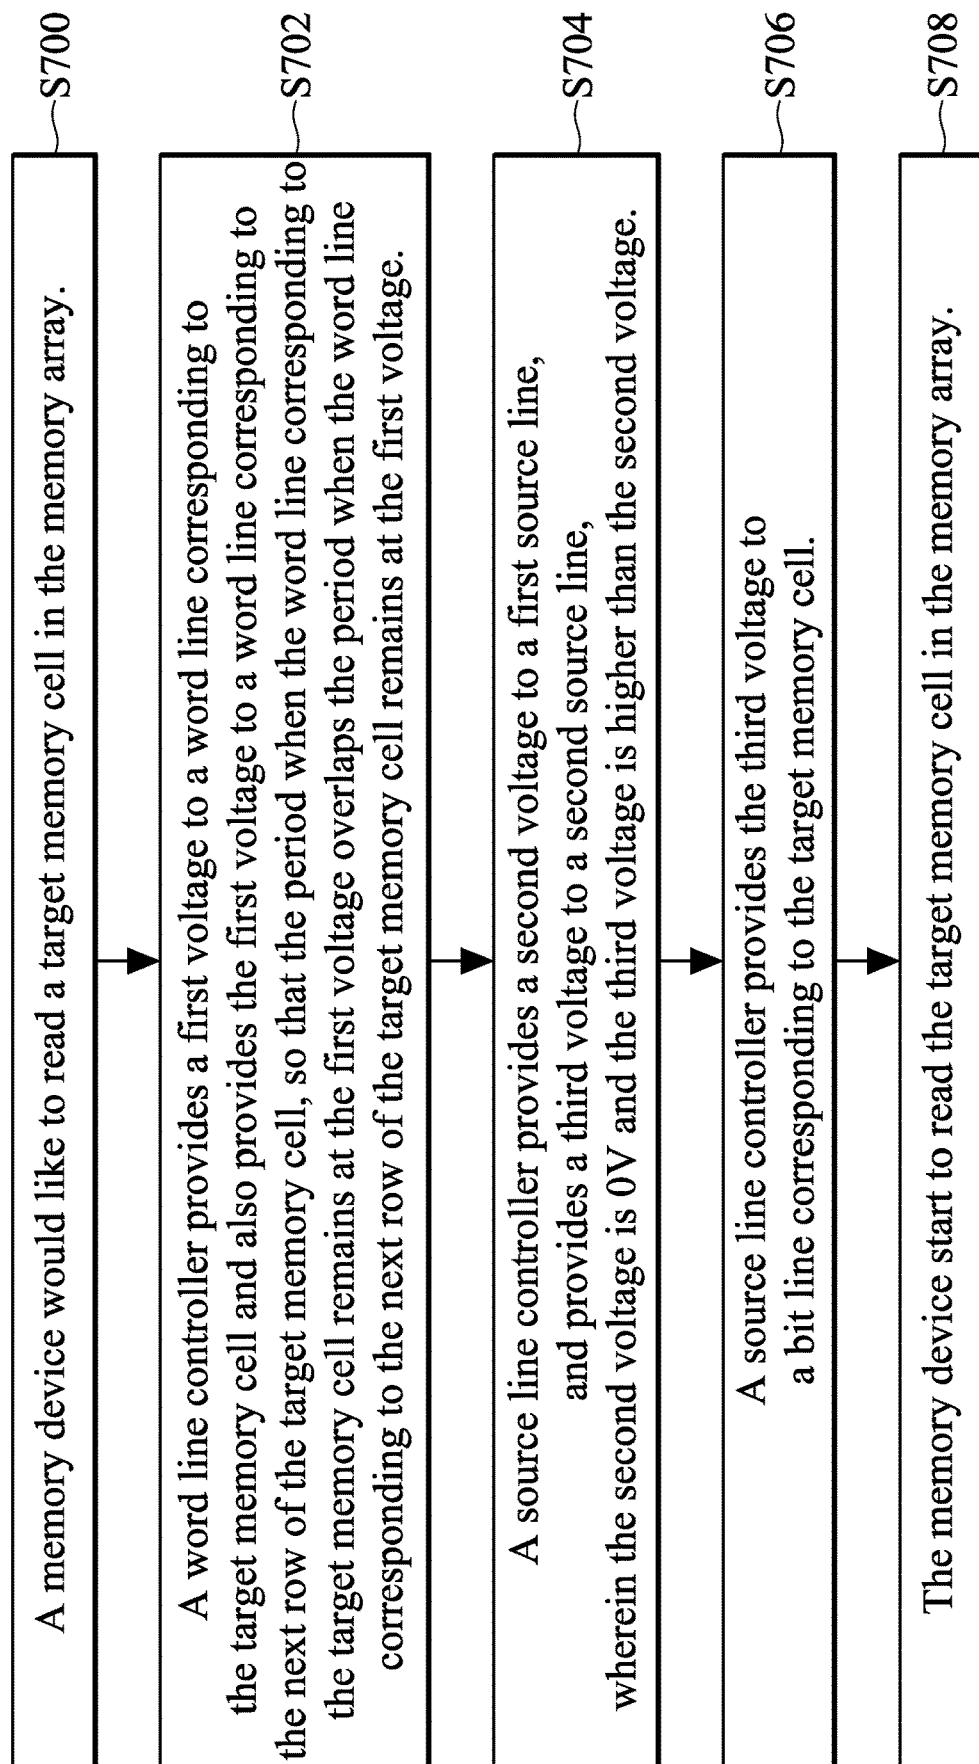 A memory device would like to read a target memory cell in the memory array.
S700
A word line controller provides a first voltage to a word line corresponding to
the target memory cell and also provides the first voltage to a word line corresponding to
the next row of the target memory cell, so that the period when the word line corresponding to
the target memory cell remains at the first voltage overlaps the period when the word line
corresponding to the next row of the target memory cell remains at the first voltage.
S702
A source line controller provides a second voltage to a first source line,
and provides a third voltage to a second source line,
wherein the second voltage is 0V and the third voltage is higher than the second voltage.
S704
A source line controller provides the third voltage to
a bit line corresponding to the target memory cell.
S706
The memory device start to read the target memory cell in the memory array.
S708